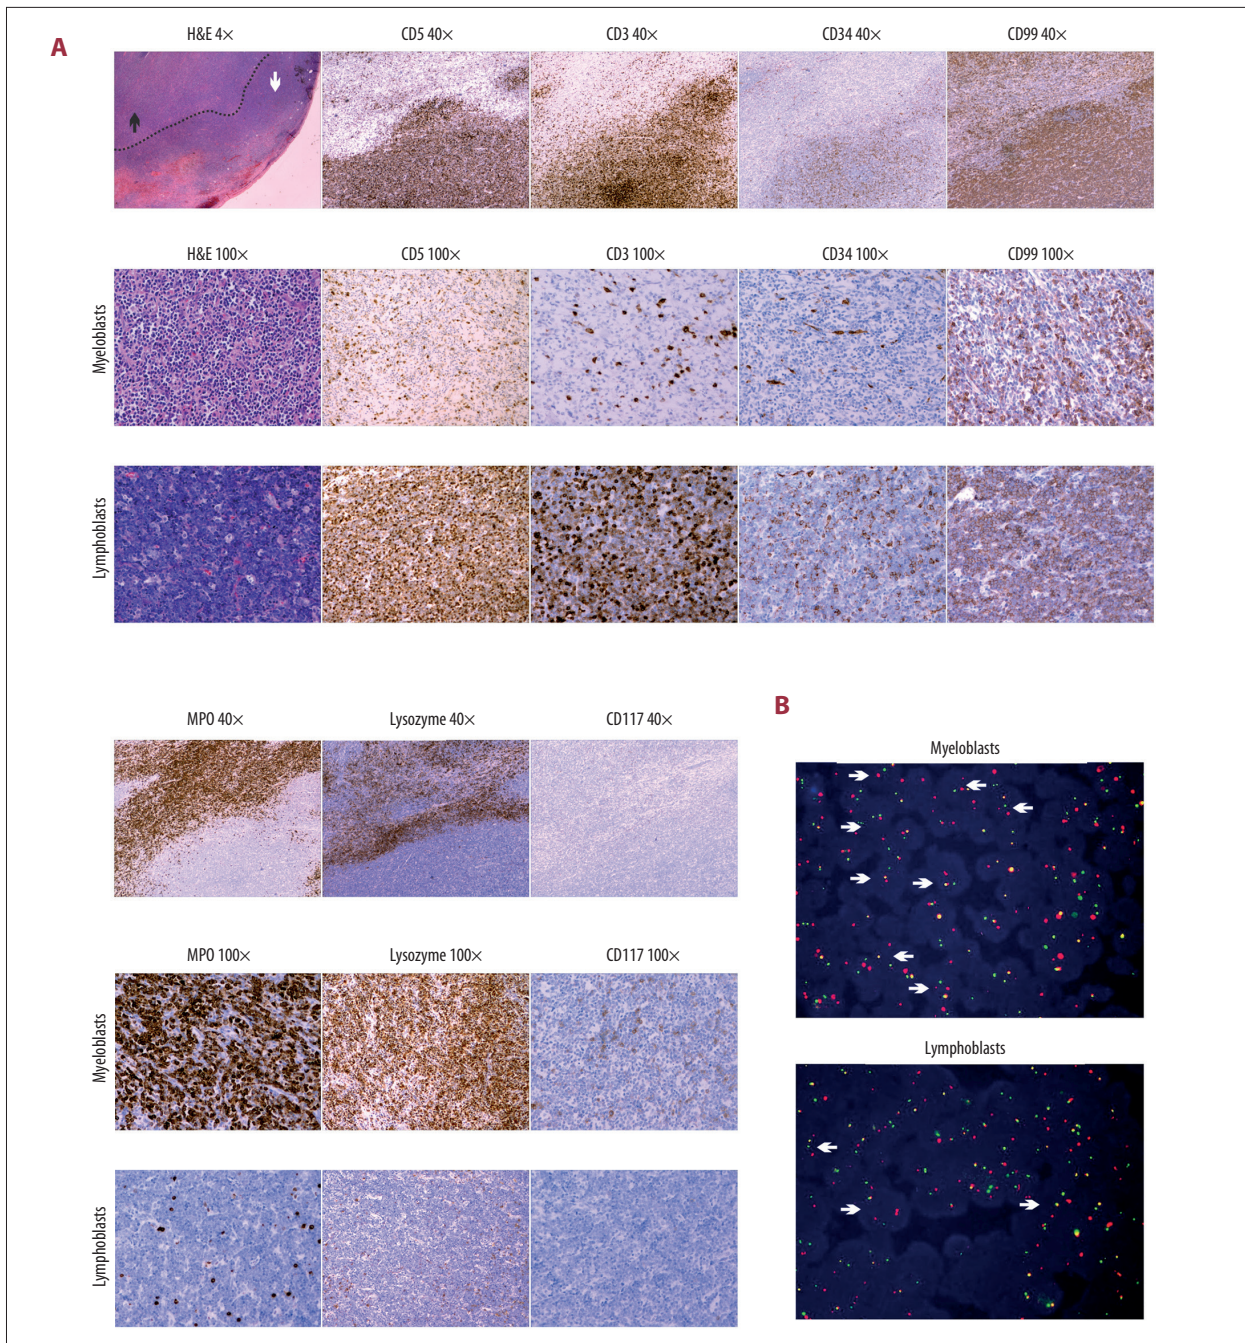 A
H&E 4×
CD5 40×
CD3 40×
CD34 40×
CD99 40×
H&E 100×
CD5 100×
CD3 100×
CD34 100×
CD99 100×
Myeloblasts
Lymphoblasts
MPO 40×
Lysozyme 40×
CD117 40×
MPO 100×
Lysozyme 100×
CD117 100×
Myeloblasts
Lymphoblasts
B
Myeloblasts
Lymphoblasts